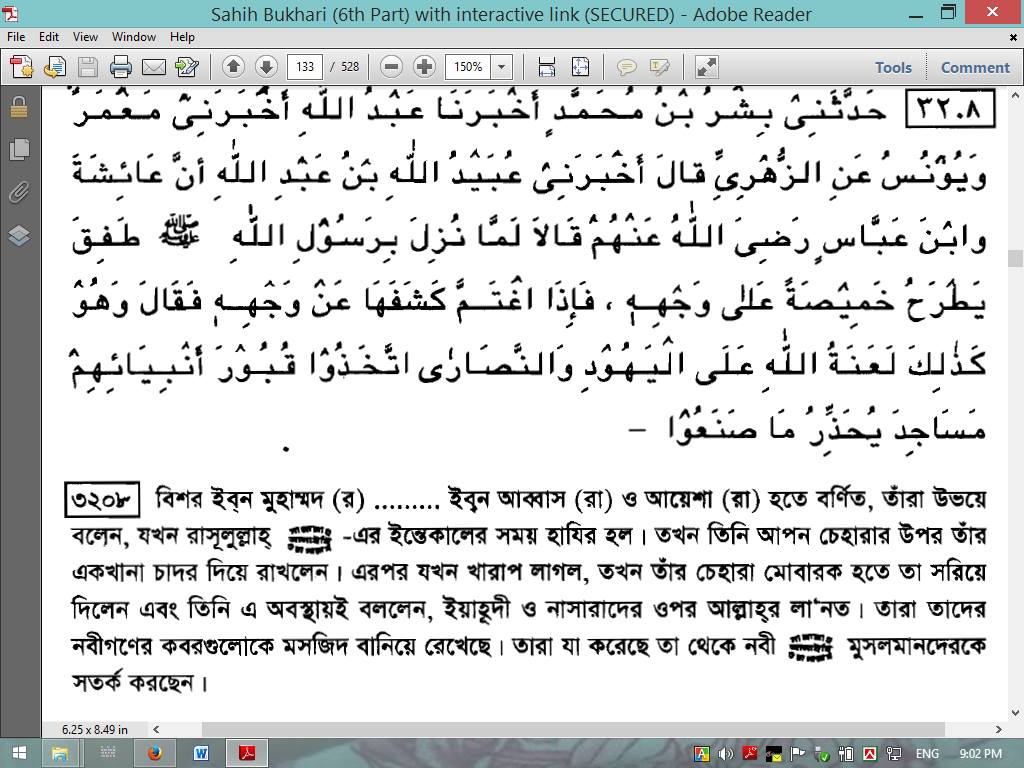 Sahih Bukhari (6th Part) with interactive link (SECURED) - Adobe Reader
File Edit View Window Help
133 / 528 150% Tools Comment
٣٢٠٨ حَدَّثَنِىْ بِشْرُ بْنُ مُحَمَّدٍ أَخْبَرَنَا عَبْدُ اللّٰهِ أَخْبَرَنِىْ مَعْمَرٌ
وَيُوْنُسُ عَنِ الزُّهْرِىِّ قَالَ أَخْبَرَنِىْ عُبَيْدُ اللّٰهِ بْنُ عَبْدِ اللّٰهِ أَنَّ عَائِشَةَ
وابْنَ عَبَّاسٍ رَضِىَ اللّٰهُ عَنْهُمْ قَالاَ لَمَّا نُزِلَ بِرَسُوْلِ اللّٰهِ ﷺ طَفِقَ
يَطْرَحُ خَمِيْصَةً عَلٰى وَجْهِهٖ ، فَإِذَا اغْتَمَّ كَشَفَهَا عَنْ وَجْهِهٖ فَقَالَ وَهُوَ
كَذٰلِكَ لَعْنَةُ اللّٰهِ عَلَى الْيَهُوْدِ وَالنَّصَارٰى اتَّخَذُوْا قُبُوْرَ أَنْبِيَائِهِمْ
مَسَاجِدَ يُحَذِّرُ مَا صَنَعُوْا –
৩২০৮ বিশর ইব্‌ন মুহাম্মদ (র) ......... ইব্‌ন আব্বাস (রা) ও আয়েশা (রা) হতে বর্ণিত, তাঁরা উভয়ে
বলেন, যখন রাসূলুল্লাহ্ ﷺ -এর ইন্তেকালের সময় হাযির হল। তখন তিনি আপন চেহারার উপর তাঁর
একখানা চাদর দিয়ে রাখলেন। এরপর যখন খারাপ লাগল, তখন তাঁর চেহারা মোবারক হতে তা সরিয়ে
দিলেন এবং তিনি এ অবস্থায়ই বললেন, ইয়াহূদী ও নাসারাদের ওপর আল্লাহ্‌র লা'নত। তারা তাদের
নবীগণের কবরগুলোকে মসজিদ বানিয়ে রেখেছে। তারা যা করেছে তা থেকে নবী ﷺ মুসলমানদেরকে
সতর্ক করছেন।
6.25 x 8.49 in
ENG 9:02 PM